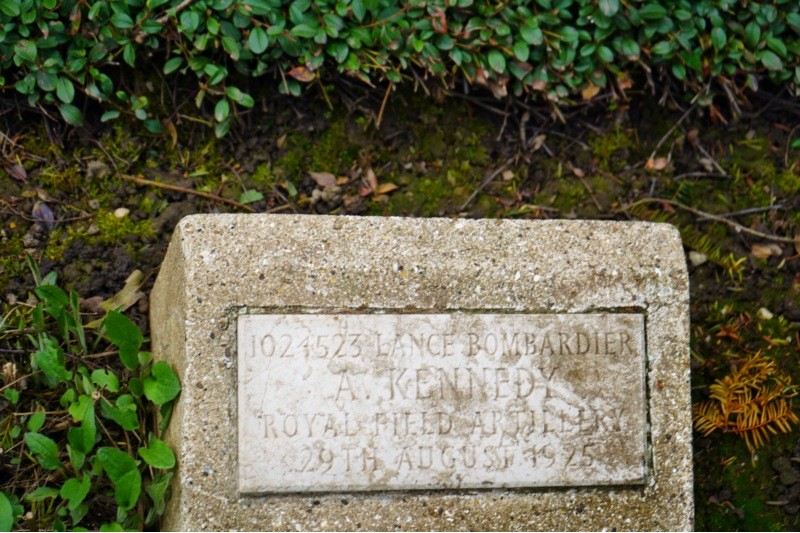 1024523 LANCE BOMBARDIER
A. KENNEDY
ROYAL FIELD ARTILLERY
29TH AUGUST 1925